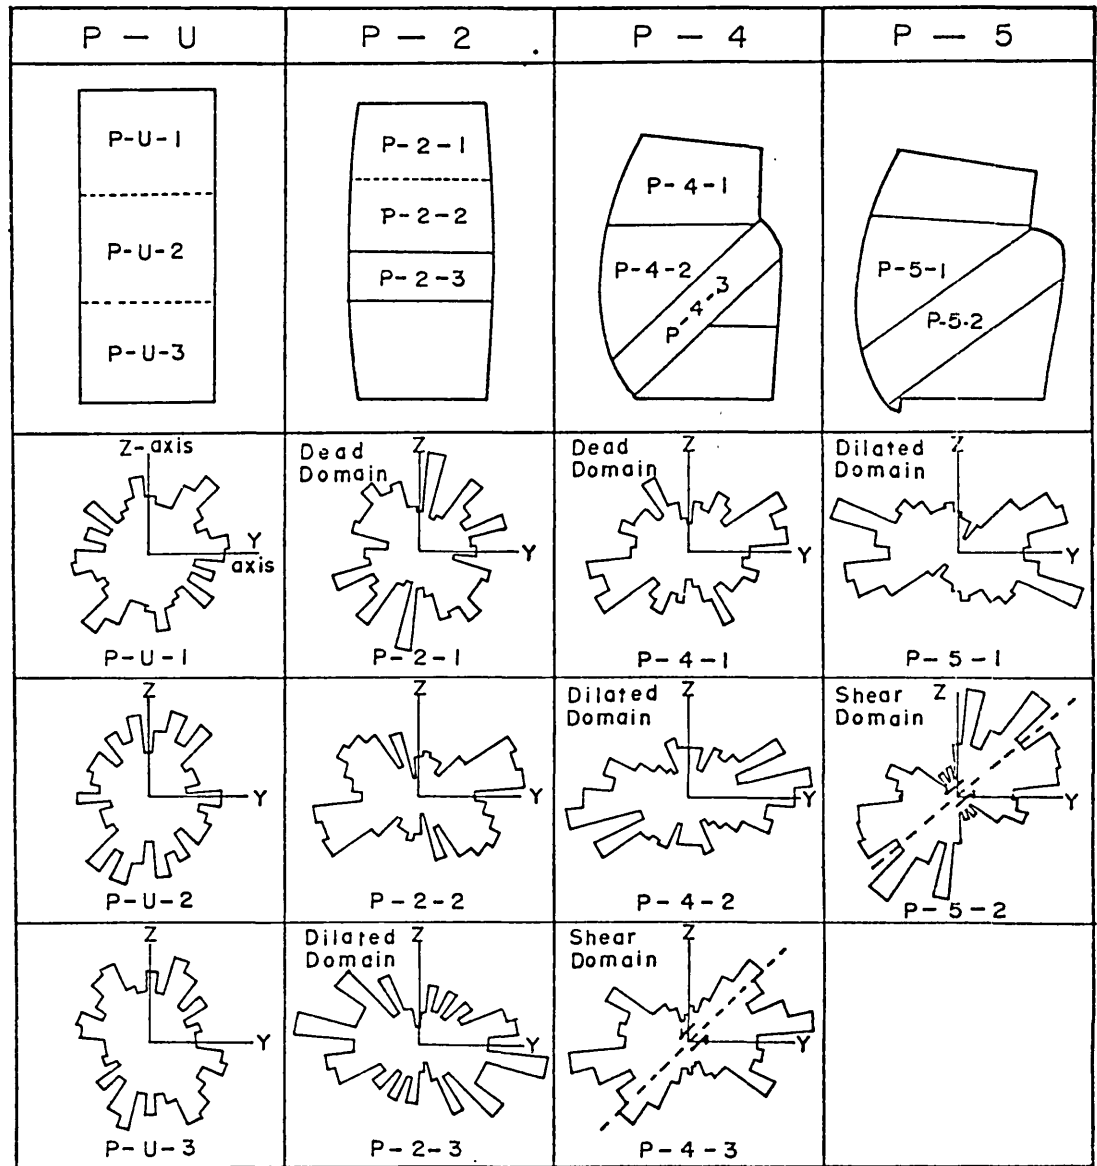 P — U
P — 2
P — 4
P — 5
P-U-1
P-U-2
P-U-3
P-2-1
P-2-2
P-2-3
P-4-1
P-4-2
P-4-3
P-5-1
P-5-2
Z-axis
Y
axis
P-U-1
Dead
Domain
Z
Y
P-2-1
Dead
Domain
Z
Y
P-4-1
Dilated
Domain
Z
Y
P-5-1
Z
Y
P-U-2
Z
Y
P-2-2
Dilated
Domain
Z
Y
P-4-2
Shear
Domain
Z
Y
P-5-2
Z
Y
P-U-3
Dilated
Domain
Z
Y
P-2-3
Shear
Domain
Z
Y
P-4-3